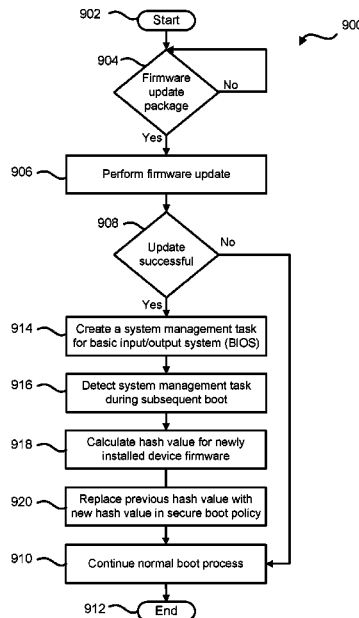 902
Start
900
904
Firmware
update
package
No
Yes
906
Perform firmware update
908
Update
successful
No
Yes
914
Create a system management task
for basic input/output system (BIOS)
916
Detect system management task
during subsequent boot
918
Calculate hash value for newly
installed device firmware
920
Replace previous hash value with
new hash value in secure boot policy
910
Continue normal boot process
912
End